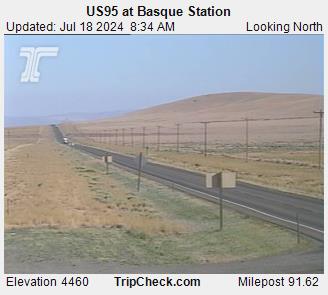 US95 at Basque Station
Updated: Jul 18 2024 8:34 AM Looking North
Elevation 4460 TripCheck.com Milepost 91.62